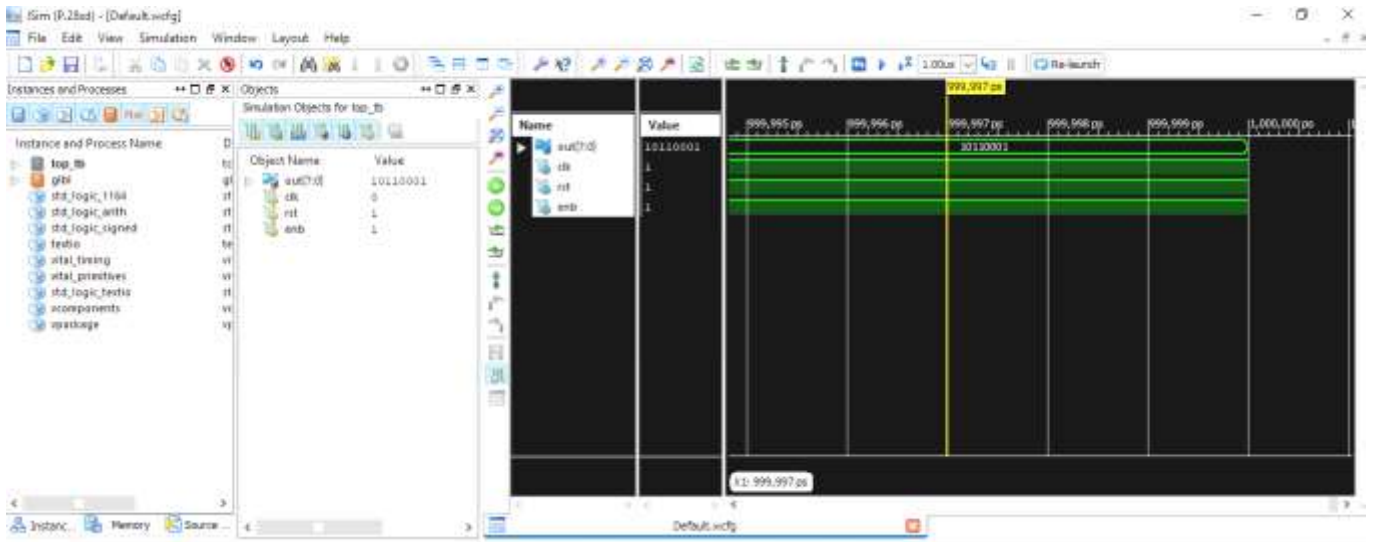 ISim (P.28xd) - [Default.wcfg]
File Edit View Simulation Window Layout Help
1.00us Re-launch
Instances and Processes
Instance and Process Name
top_tb
glbl
std_logic_1164
std_logic_arith
std_logic_signed
textio
vital_timing
vital_primitives
std_logic_textio
vcomponents
vpackage
Instanc... Memory Source ...
Objects
Simulation Objects for top_tb
Object Name Value
out[7:0] 10110001
clk 0
rst 1
enb 1
Name Value
out[7:0] 10110001
clk 1
rst 1
enb 1
999,997 ps
999,995 ps 999,996 ps 999,997 ps 999,998 ps 999,999 ps 1,000,000 ps
10110001
X1: 999,997 ps
Default.wcfg